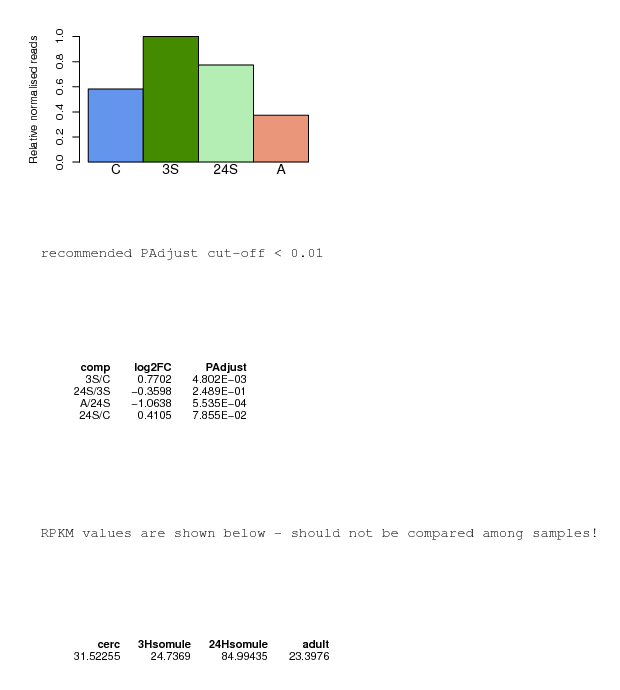 Relative normalised reads
1.0
0.8
0.6
0.4
0.2
0.0
C 3S 24S A
recommended PAdjust cut-off < 0.01
comp log2FC PAdjust
3S/C 0.7702 4.802E−03
24S/3S −0.3598 2.489E−01
A/24S −1.0638 5.535E−04
24S/C 0.4105 7.855E−02
RPKM values are shown below - should not be compared among samples!
cerc 3Hsomule 24Hsomule adult
31.52255 24.7369 84.99435 23.3976